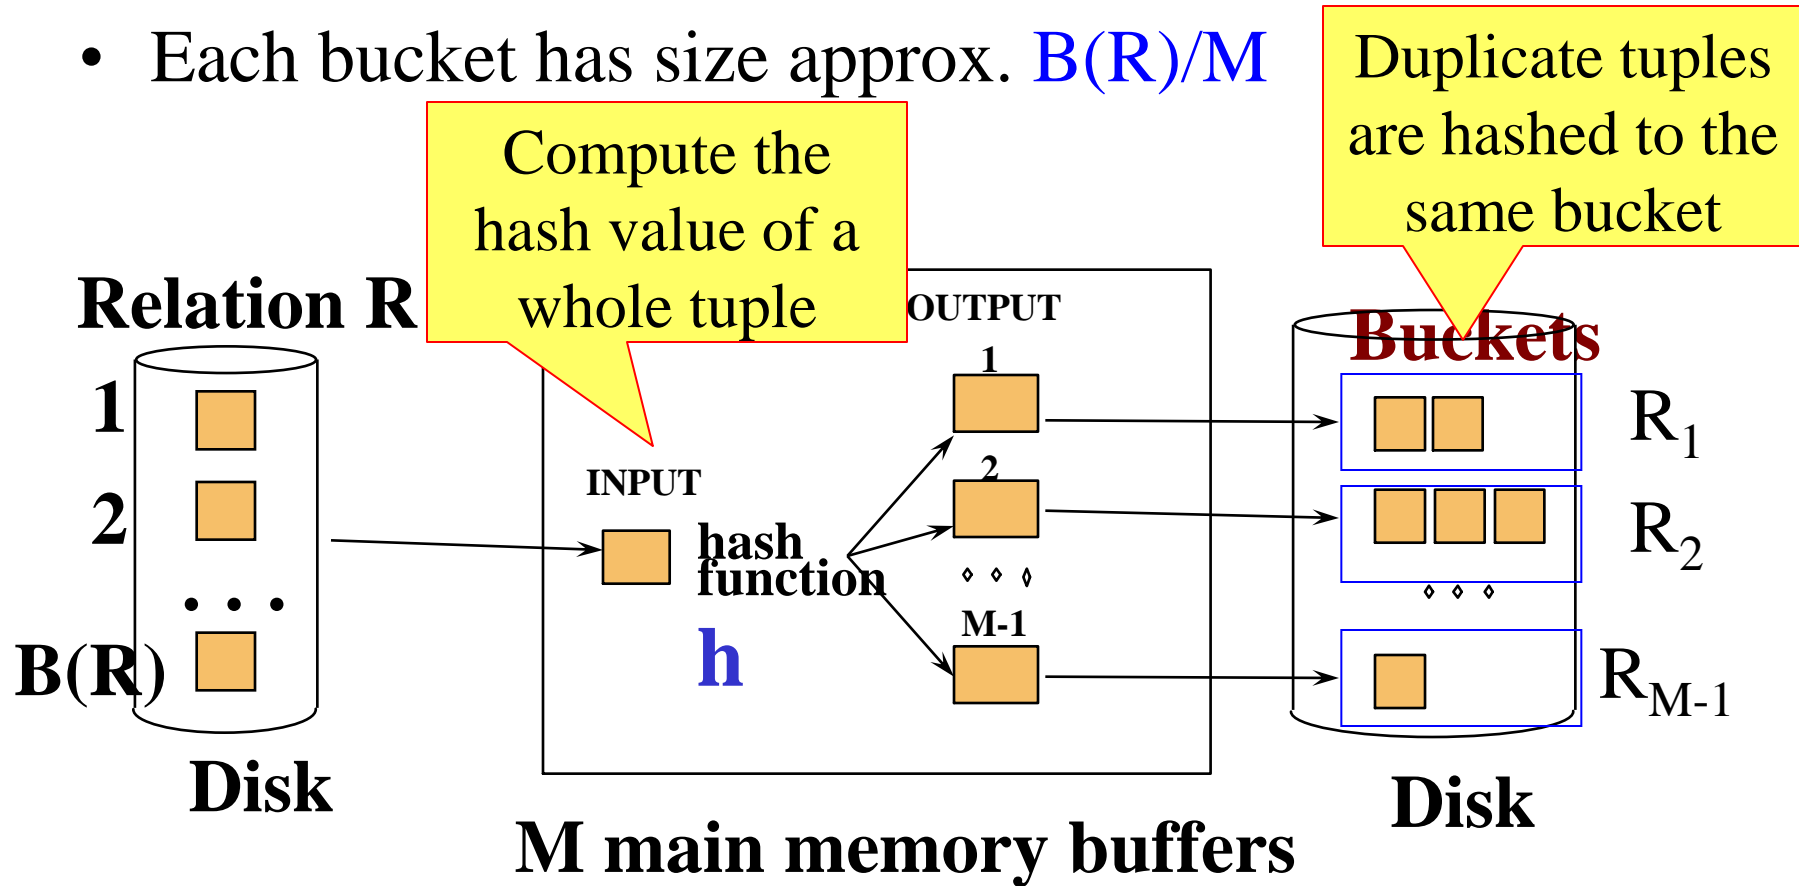 • Each bucket has size approx. B(R)/M
Duplicate tuples
are hashed to the
same bucket
Compute the
hash value of a
whole tuple
Relation R
OUTPUT
Buckets
1
1
R1
INPUT
2
2
hash
function
R2
. . .
h
M-1
B(R)
RM-1
Disk
Disk
M main memory buffers